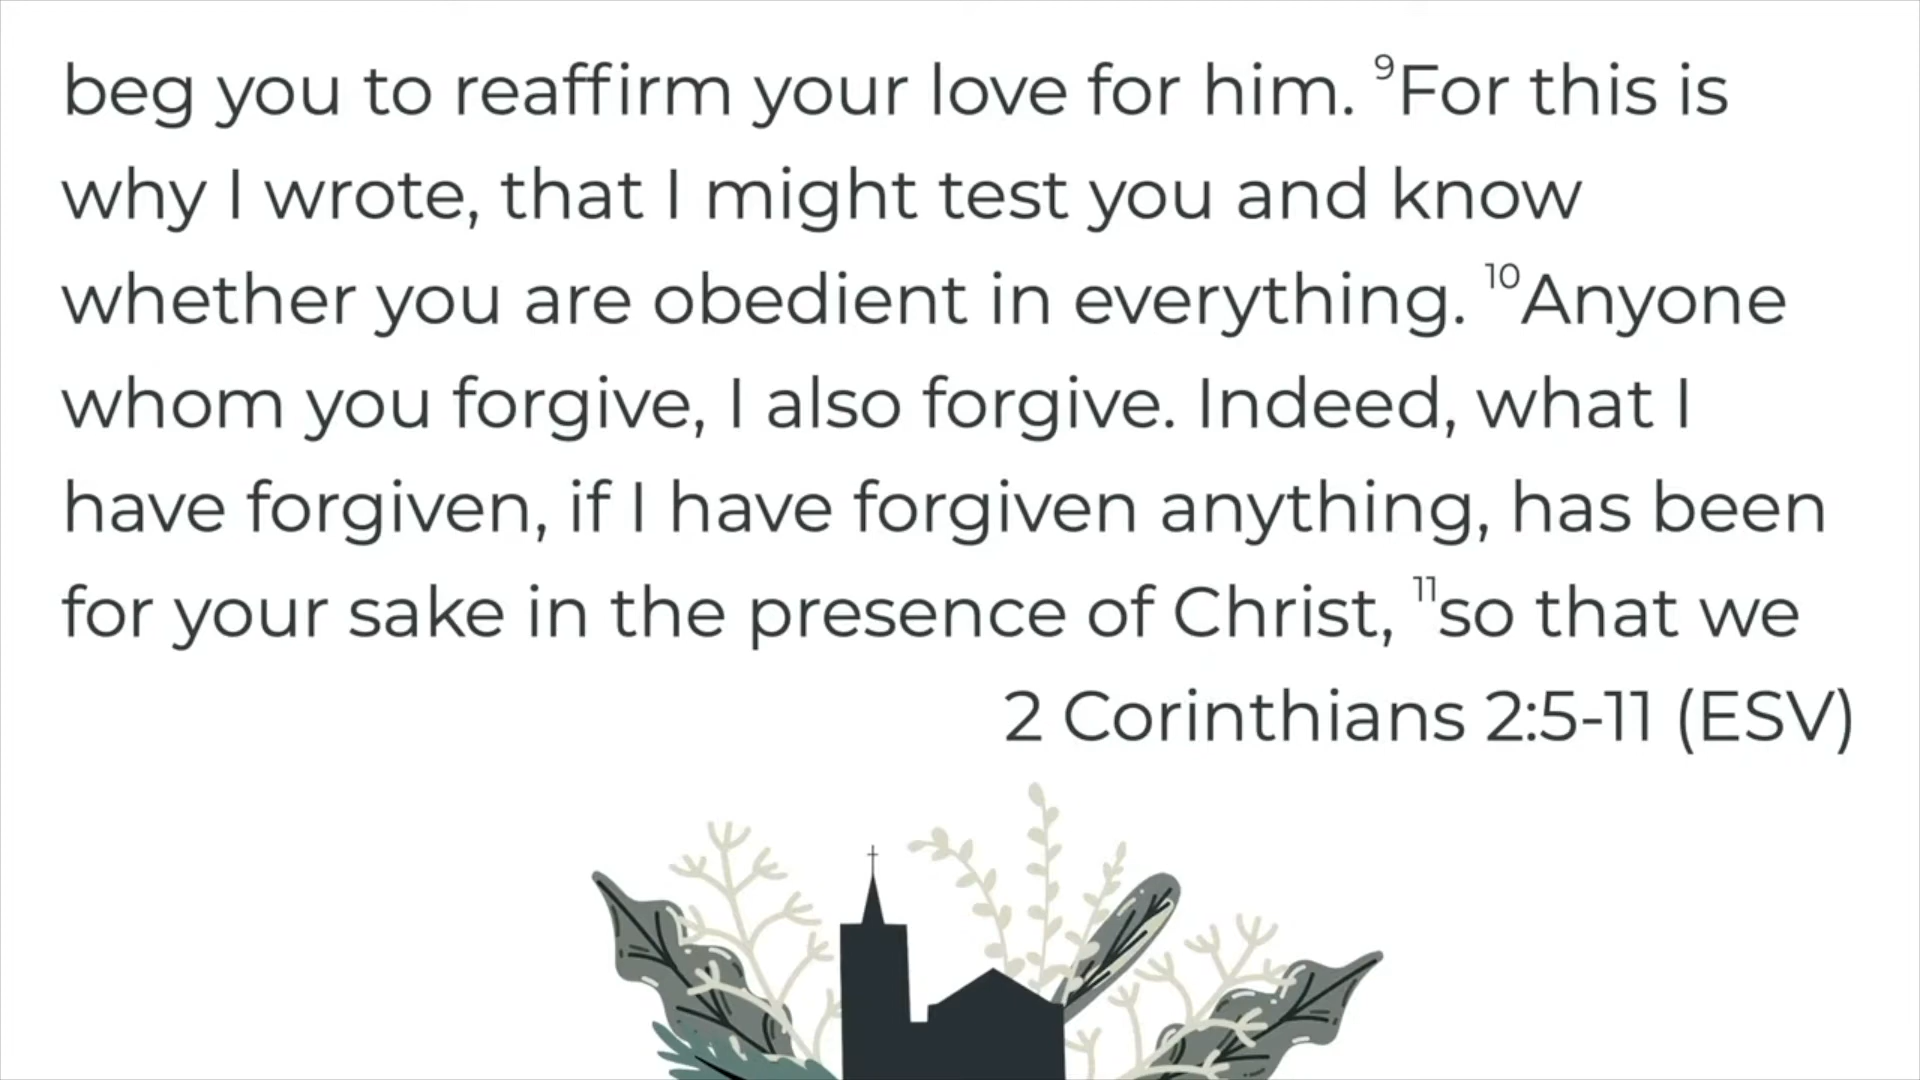 beg you to reaffirm your love for him. ⁹For this is
why I wrote, that I might test you and know
whether you are obedient in everything. ¹⁰Anyone
whom you forgive, I also forgive. Indeed, what I
have forgiven, if I have forgiven anything, has been
for your sake in the presence of Christ, ¹¹so that we
2 Corinthians 2:5-11 (ESV)